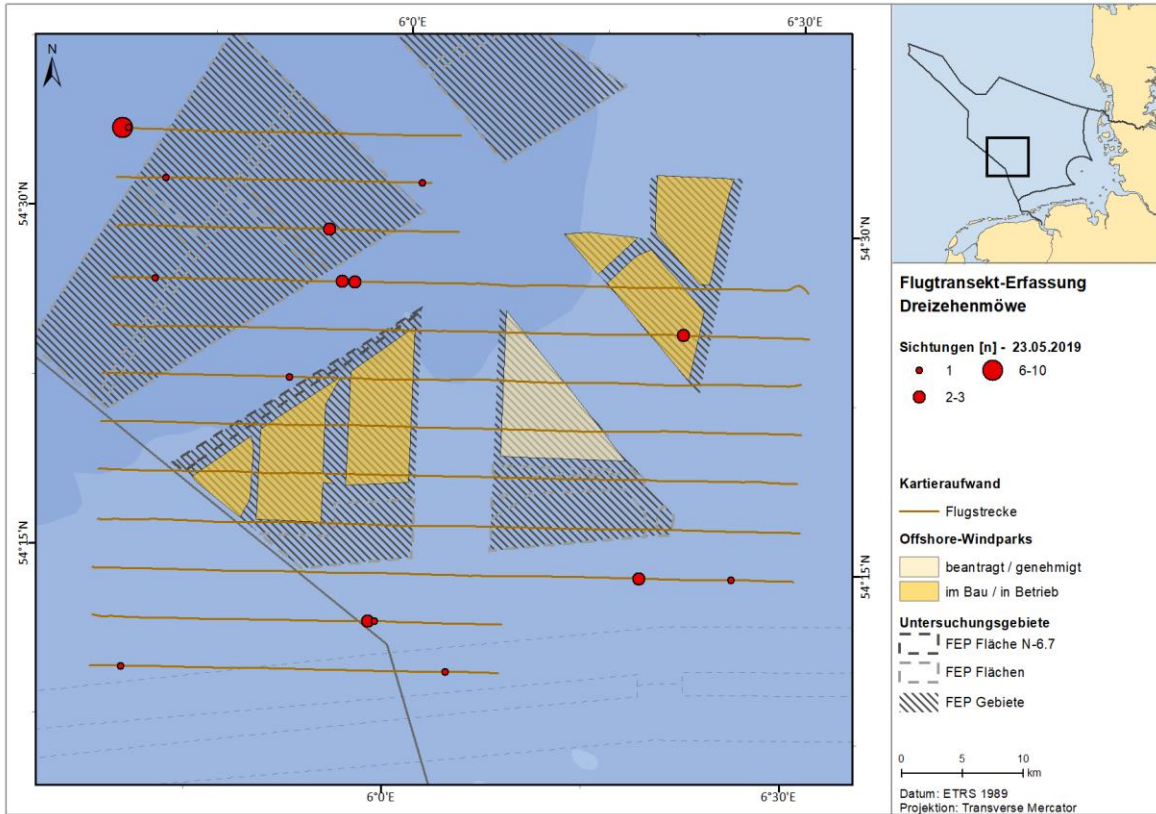 6°0'E
6°30'E
N
54°30'N
54°30'N
54°15'N
54°15'N
6°0'E
6°30'E
Flugtransekt-Erfassung
Dreizehenmöwe
Sichtungen [n] - 23.05.2019
1
6-10
2-3
Kartieraufwand
Flugstrecke
Offshore-Windparks
beantragt / genehmigt
im Bau / in Betrieb
Untersuchungsgebiete
FEP Fläche N-6.7
FEP Flächen
FEP Gebiete
0 5 10
km
Datum: ETRS 1989
Projektion: Transverse Mercator